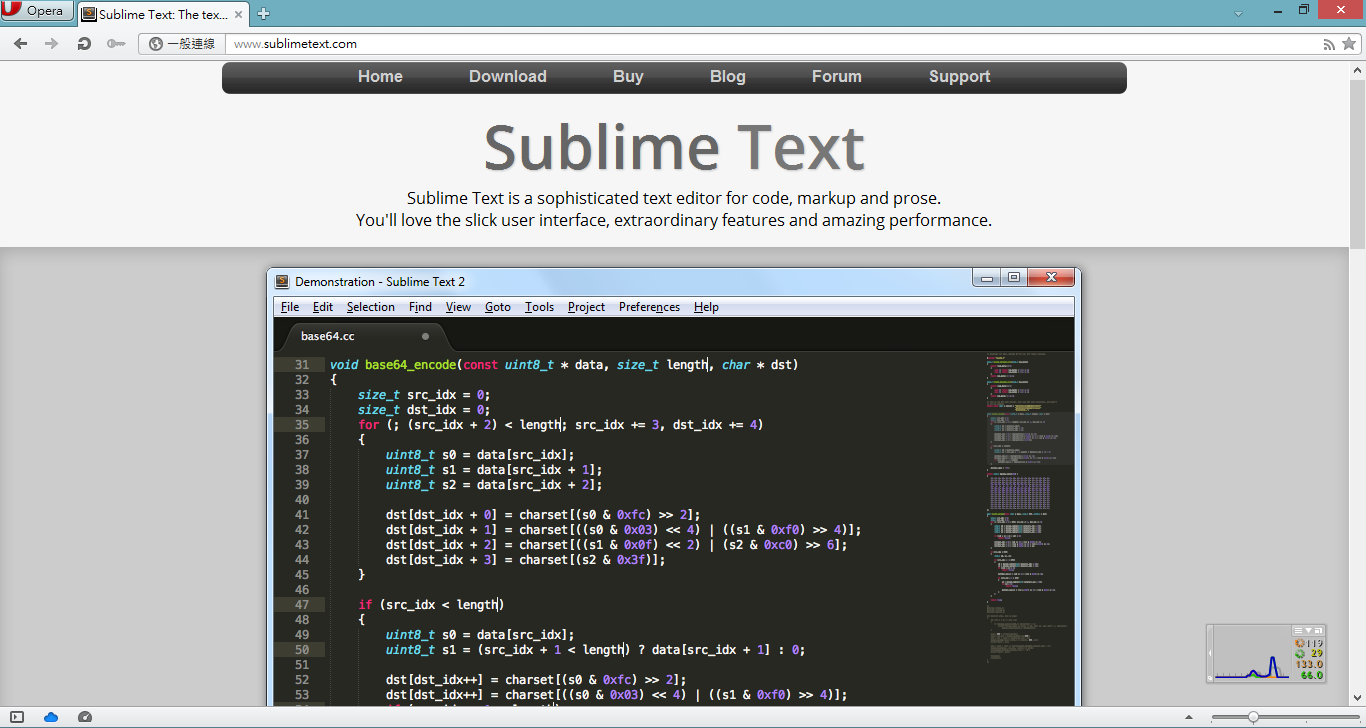 Opera
Sublime Text: The tex...
一般連線
www.sublimetext.com
Home Download Buy Blog Forum Support
Sublime Text
Sublime Text is a sophisticated text editor for code, markup and prose.
You'll love the slick user interface, extraordinary features and amazing performance.
Demonstration - Sublime Text 2
File Edit Selection Find View Goto Tools Project Preferences Help
base64.cc
31 void base64_encode(const uint8_t * data, size_t length, char * dst)
32 {
33 size_t src_idx = 0;
34 size_t dst_idx = 0;
35 for (; (src_idx + 2) < length; src_idx += 3, dst_idx += 4)
36 {
37 uint8_t s0 = data[src_idx];
38 uint8_t s1 = data[src_idx + 1];
39 uint8_t s2 = data[src_idx + 2];
40
41 dst[dst_idx + 0] = charset[(s0 & 0xfc) >> 2];
42 dst[dst_idx + 1] = charset[((s0 & 0x03) << 4) | ((s1 & 0xf0) >> 4)];
43 dst[dst_idx + 2] = charset[((s1 & 0x0f) << 2) | (s2 & 0xc0) >> 6];
44 dst[dst_idx + 3] = charset[(s2 & 0x3f)];
45 }
46
47 if (src_idx < length)
48 {
49 uint8_t s0 = data[src_idx];
50 uint8_t s1 = (src_idx + 1 < length) ? data[src_idx + 1] : 0;
51
52 dst[dst_idx++] = charset[(s0 & 0xfc) >> 2];
53 dst[dst_idx++] = charset[((s0 & 0x03) << 4) | ((s1 & 0xf0) >> 4)];
119
29
133.0
66.0